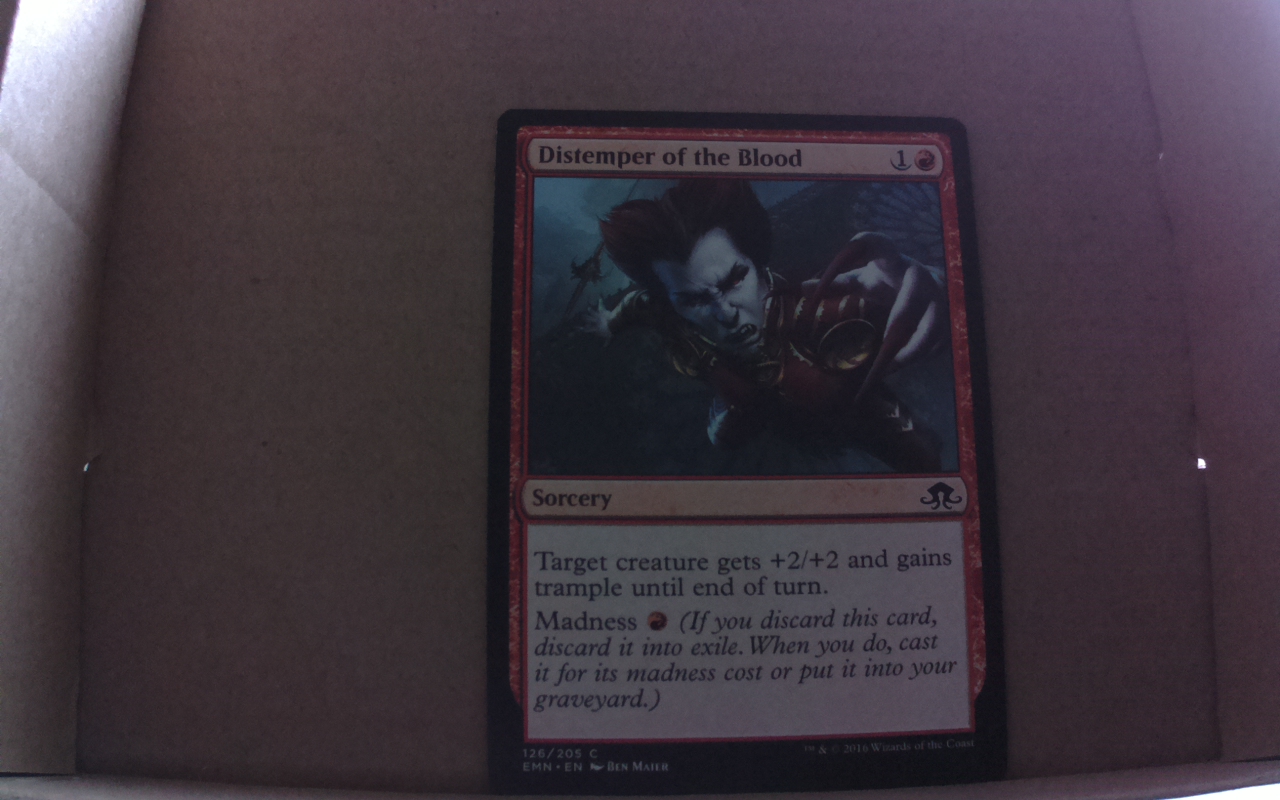 Distemper of the Blood 1
Sorcery
Target creature gets +2/+2 and gains
trample until end of turn.
Madness (If you discard this card,
discard it into exile. When you do, cast
it for its madness cost or put it into your
graveyard.)
126/205 C
EMN • EN Ben Maier
™ & © 2016 Wizards of the Coast